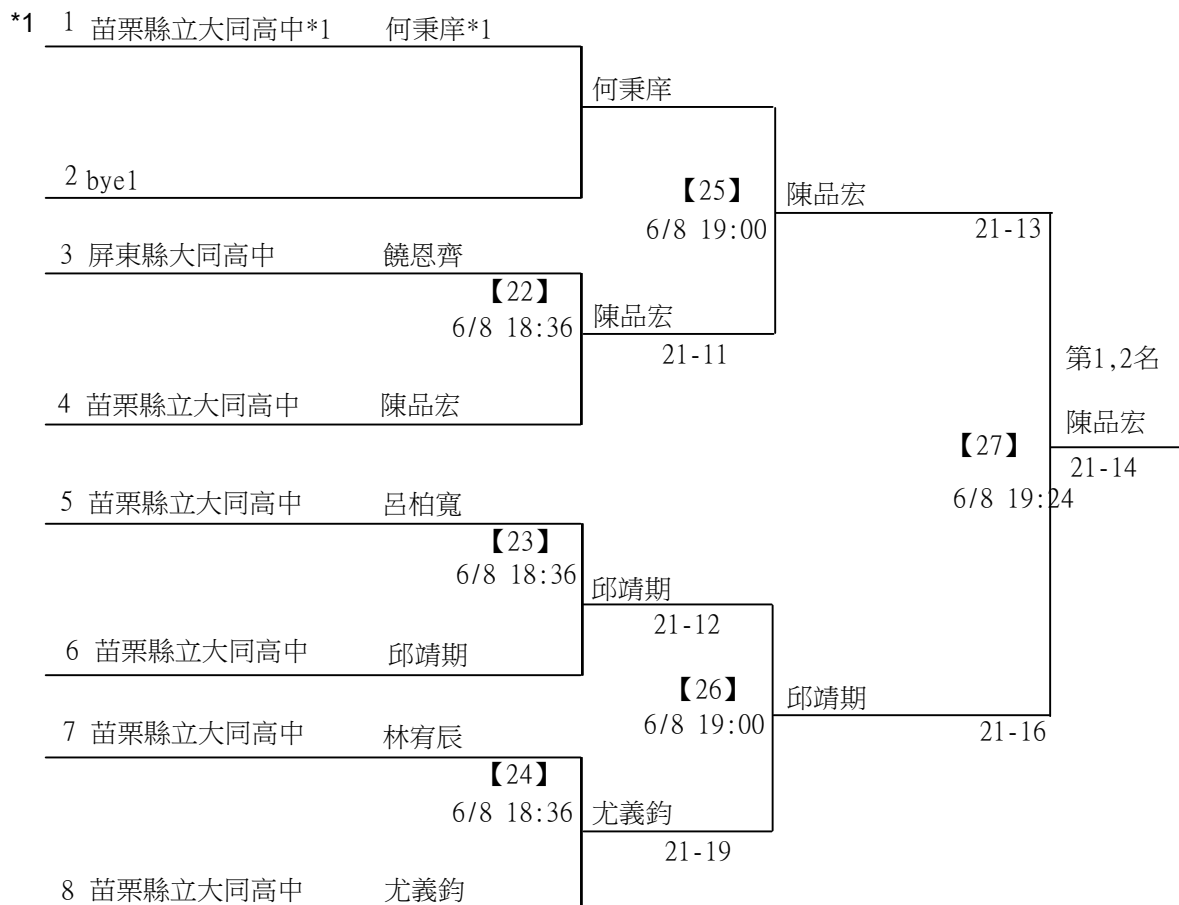 *1 1 苗栗縣立大同高中*1 何秉庠*1
何秉庠
2 bye1
【25】
6/8 19:00
陳品宏
21-13
3 屏東縣大同高中 饒恩齊
【22】
6/8 18:36
陳品宏
21-11
4 苗栗縣立大同高中 陳品宏
第1,2名
陳品宏
【27】
21-14
6/8 19:24
5 苗栗縣立大同高中 呂柏寬
【23】
6/8 18:36
邱靖期
21-12
6 苗栗縣立大同高中 邱靖期
【26】
6/8 19:00
邱靖期
21-16
7 苗栗縣立大同高中 林宥辰
【24】
6/8 18:36
尤義鈞
21-19
8 苗栗縣立大同高中 尤義鈞